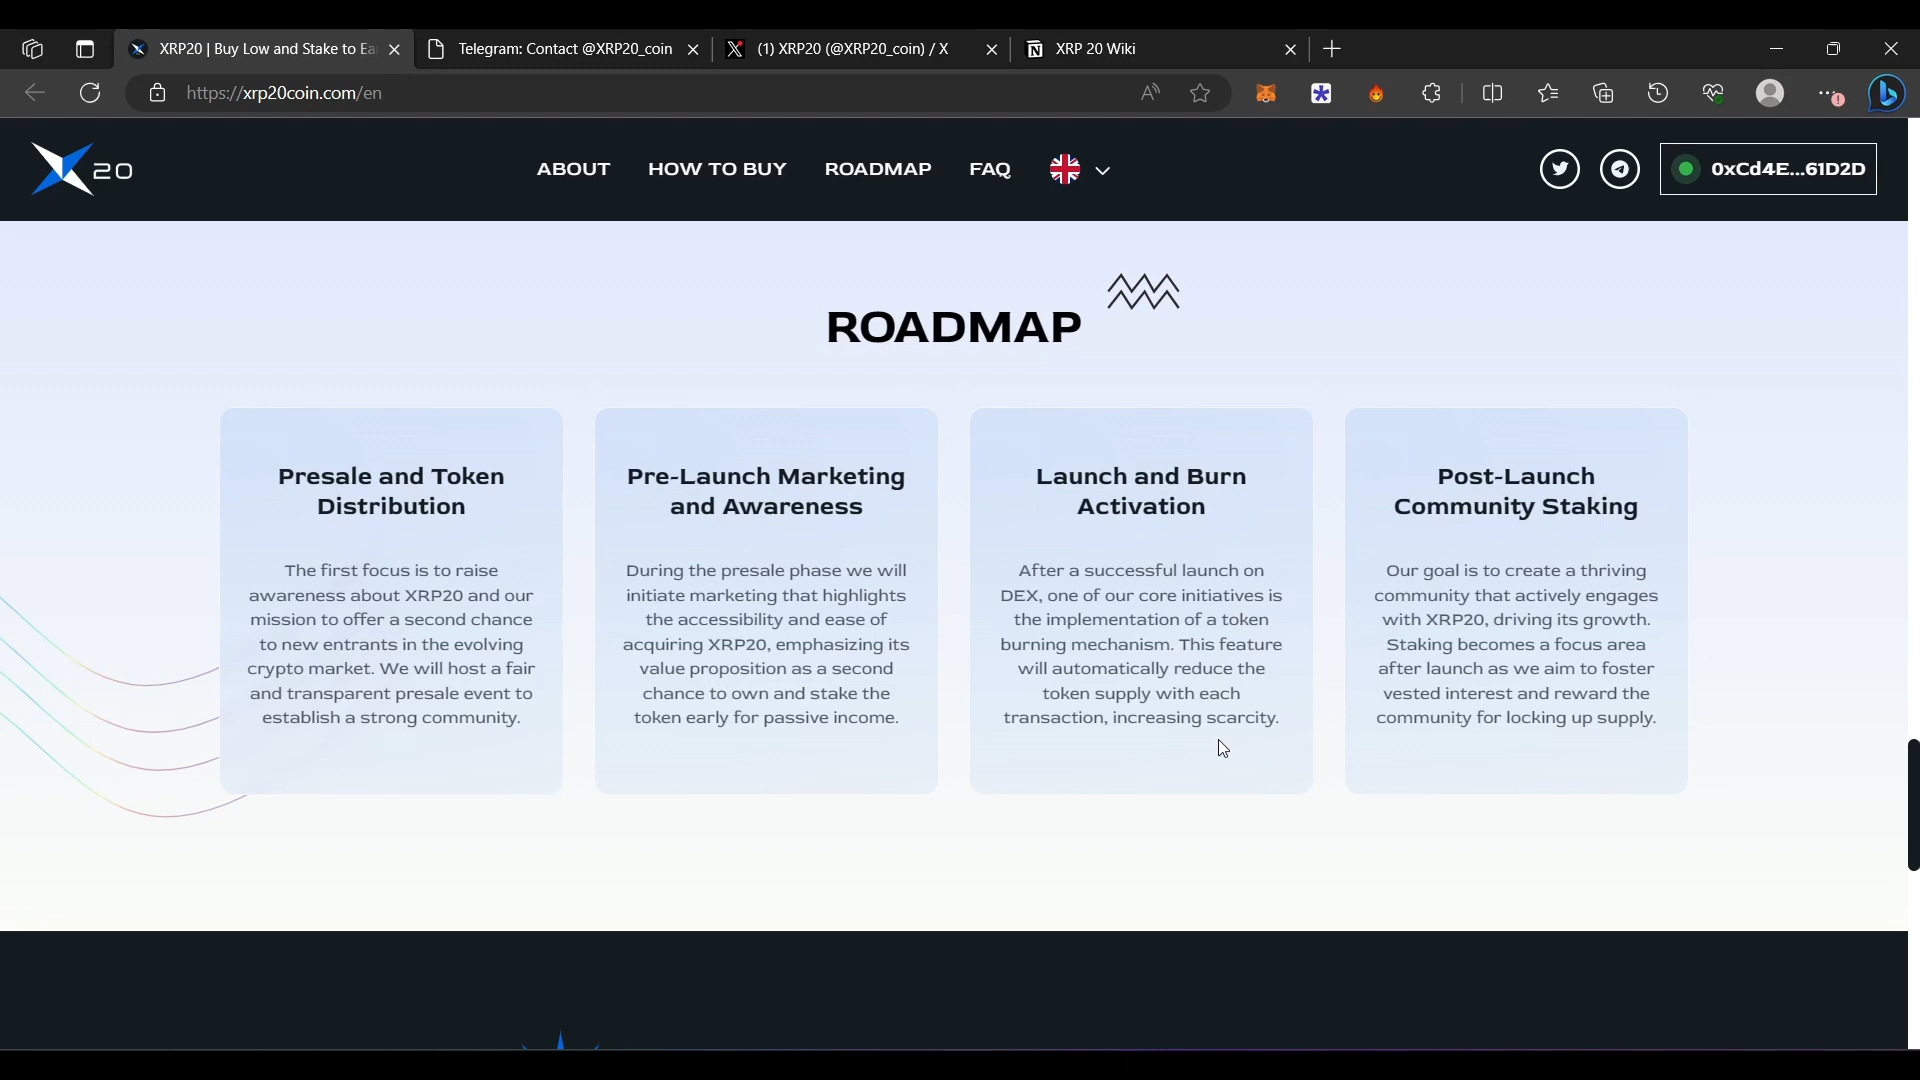 XRP20 | Buy Low and Stake to Ea
Telegram: Contact @XRP20_coin
(1) XRP20 (@XRP20_coin) / X
XRP 20 Wiki
https://xrp20coin.com/en
20
ABOUT
HOW TO BUY
ROADMAP
FAQ
0xCd4E...61D2D
ROADMAP
Presale and Token
Distribution
The first focus is to raise
awareness about XRP20 and our
mission to offer a second chance
to new entrants in the evolving
crypto market. We will host a fair
and transparent presale event to
establish a strong community.
Pre-Launch Marketing
and Awareness
During the presale phase we will
initiate marketing that highlights
the accessibility and ease of
acquiring XRP20, emphasizing its
value proposition as a second
chance to own and stake the
token early for passive income.
Launch and Burn
Activation
After a successful launch on
DEX, one of our core initiatives is
the implementation of a token
burning mechanism. This feature
will automatically reduce the
token supply with each
transaction, increasing scarcity.
Post-Launch
Community Staking
Our goal is to create a thriving
community that actively engages
with XRP20, driving its growth.
Staking becomes a focus area
after launch as we aim to foster
vested interest and reward the
community for locking up supply.